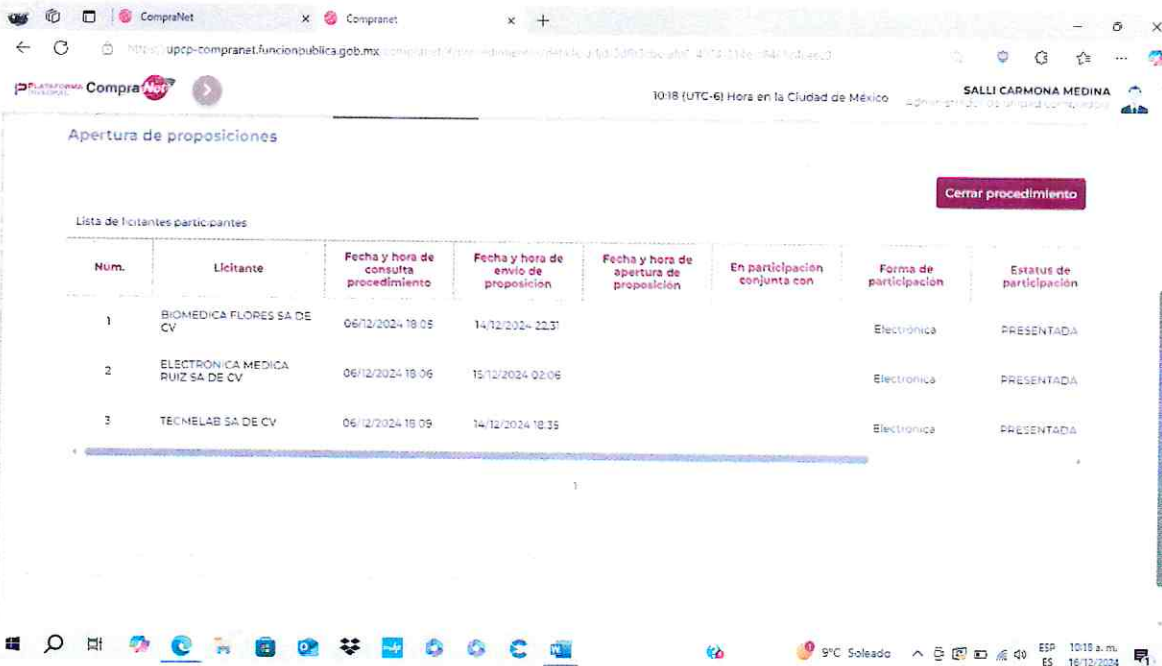 CompraNet
Compranet
upcp-compranet.funcionpublica.gob.mx
PLATAFORMA CompraNet
10:18 (UTC-6) Hora en la Ciudad de México
SALLI CARMONA MEDINA
Apertura de proposiciones
Cerrar procedimiento
Lista de licitantes participantes
Núm. Licitante Fecha y hora de consulta procedimiento Fecha y hora de envío de proposición Fecha y hora de apertura de proposición En participación conjunta con Forma de participación Estatus de participación
1 BIOMEDICA FLORES SA DE CV 06/12/2024 18:05 14/12/2024 22:31 Electrónica PRESENTADA
2 ELECTRONICA MEDICA RUIZ SA DE CV 06/12/2024 18:06 15/12/2024 02:06 Electrónica PRESENTADA
3 TECMELAB SA DE CV 06/12/2024 18:09 14/12/2024 18:35 Electrónica PRESENTADA
1
9°C Soleado
ESP
ES
10:18 a. m.
16/12/2024